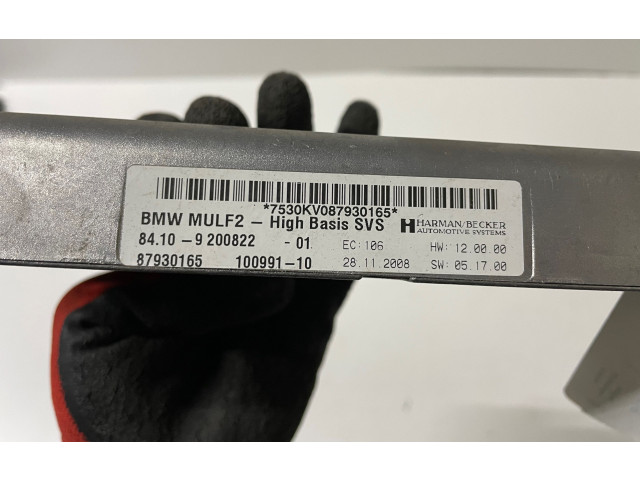 *7530KV087930165*
BMW MULF2 – High Basis SVS HARMAN/BECKER
AUTOMOTIVE SYSTEMS
84.10 – 9 200822 - 01 EC: 106 HW: 12.00.00
87930165 100991-10 28.11.2008 SW: 05.17.00